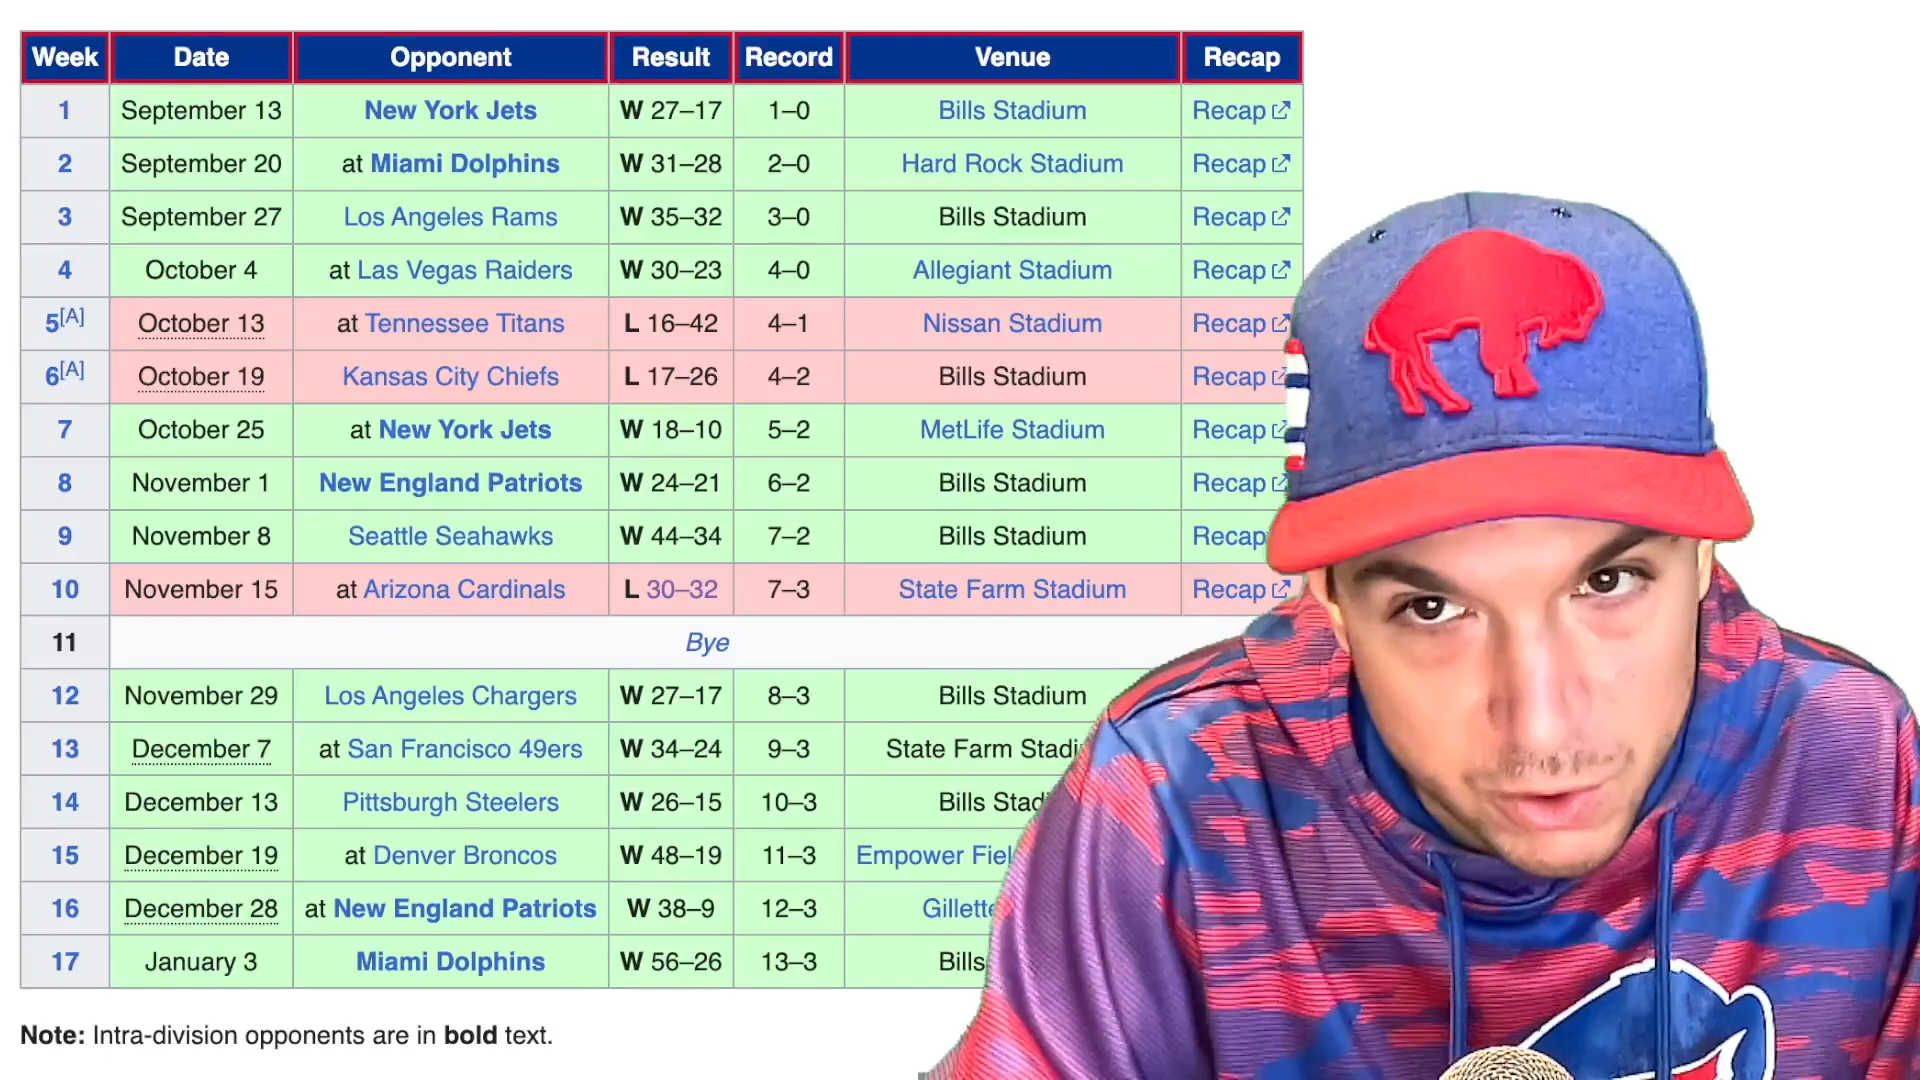 Week Date Opponent Result Record Venue Recap
1 September 13 New York Jets W 27–17 1–0 Bills Stadium Recap
2 September 20 at Miami Dolphins W 31–28 2–0 Hard Rock Stadium Recap
3 September 27 Los Angeles Rams W 35–32 3–0 Bills Stadium Recap
4 October 4 at Las Vegas Raiders W 30–23 4–0 Allegiant Stadium Recap
5[A] October 13 at Tennessee Titans L 16–42 4–1 Nissan Stadium Recap
6[A] October 19 Kansas City Chiefs L 17–26 4–2 Bills Stadium Recap
7 October 25 at New York Jets W 18–10 5–2 MetLife Stadium Recap
8 November 1 New England Patriots W 24–21 6–2 Bills Stadium Recap
9 November 8 Seattle Seahawks W 44–34 7–2 Bills Stadium Recap
10 November 15 at Arizona Cardinals L 30–32 7–3 State Farm Stadium Recap
11 Bye
12 November 29 Los Angeles Chargers W 27–17 8–3 Bills Stadium
13 December 7 at San Francisco 49ers W 34–24 9–3 State Farm Stadi
14 December 13 Pittsburgh Steelers W 26–15 10–3 Bills Stad
15 December 19 at Denver Broncos W 48–19 11–3 Empower Fiel
16 December 28 at New England Patriots W 38–9 12–3 Gillette
17 January 3 Miami Dolphins W 56–26 13–3 Bills
Note: Intra-division opponents are in bold text.